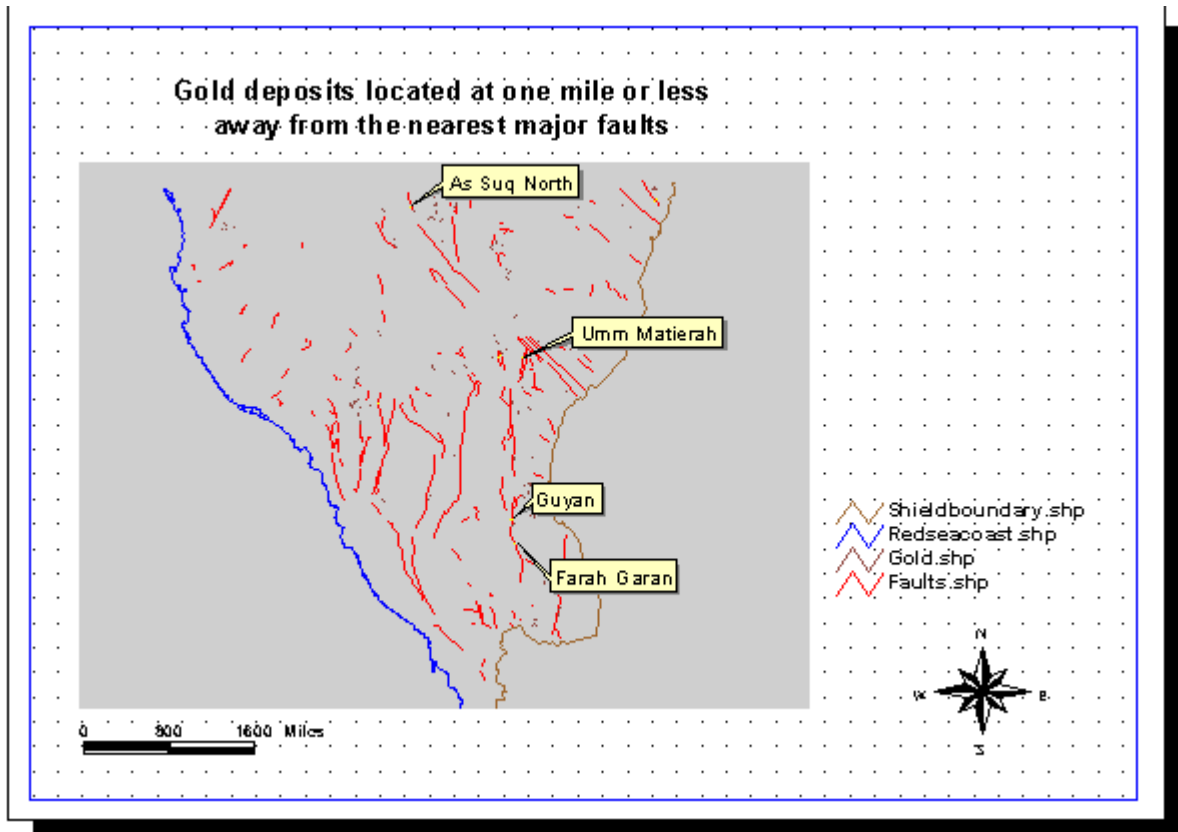 Gold deposits located at one mile or less
away from the nearest major faults
As Suq North
Umm Matierah
Guyan
Farah Garan
Shieldboundary.shp
Redseacoast.shp
Gold.shp
Faults.shp
N
W E
S
0 800 1600 Miles